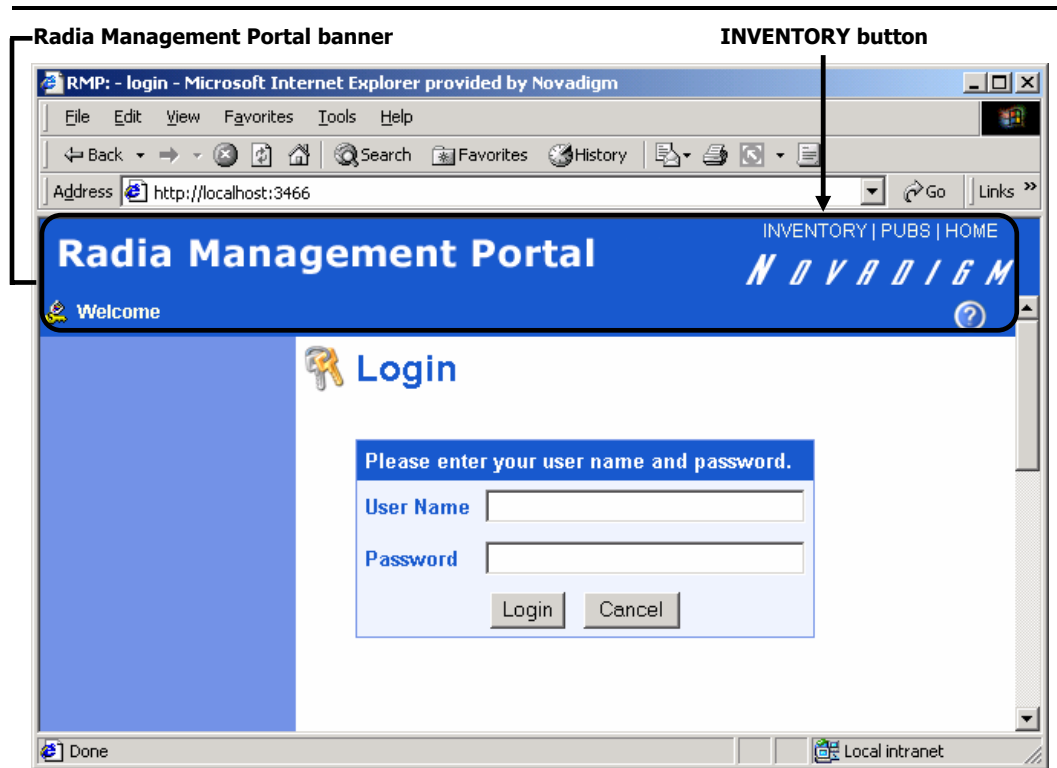 Radia Management Portal banner
INVENTORY button
RMP: - login - Microsoft Internet Explorer provided by Novadigm
File Edit View Favorites Tools Help
Back Search Favorites History
Address http://localhost:3466 Go Links »
INVENTORY | PUBS | HOME
Radia Management Portal
NOVADIGM
Welcome ?
Login
Please enter your user name and password.
User Name
Password
Login Cancel
Done Local intranet